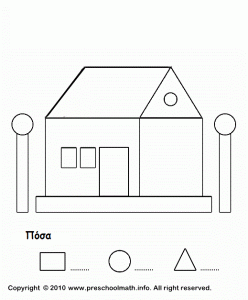 Πόσα
.......... .......... ..........
Copyright © 2010 www.preschoolmath.info. All right reserved.